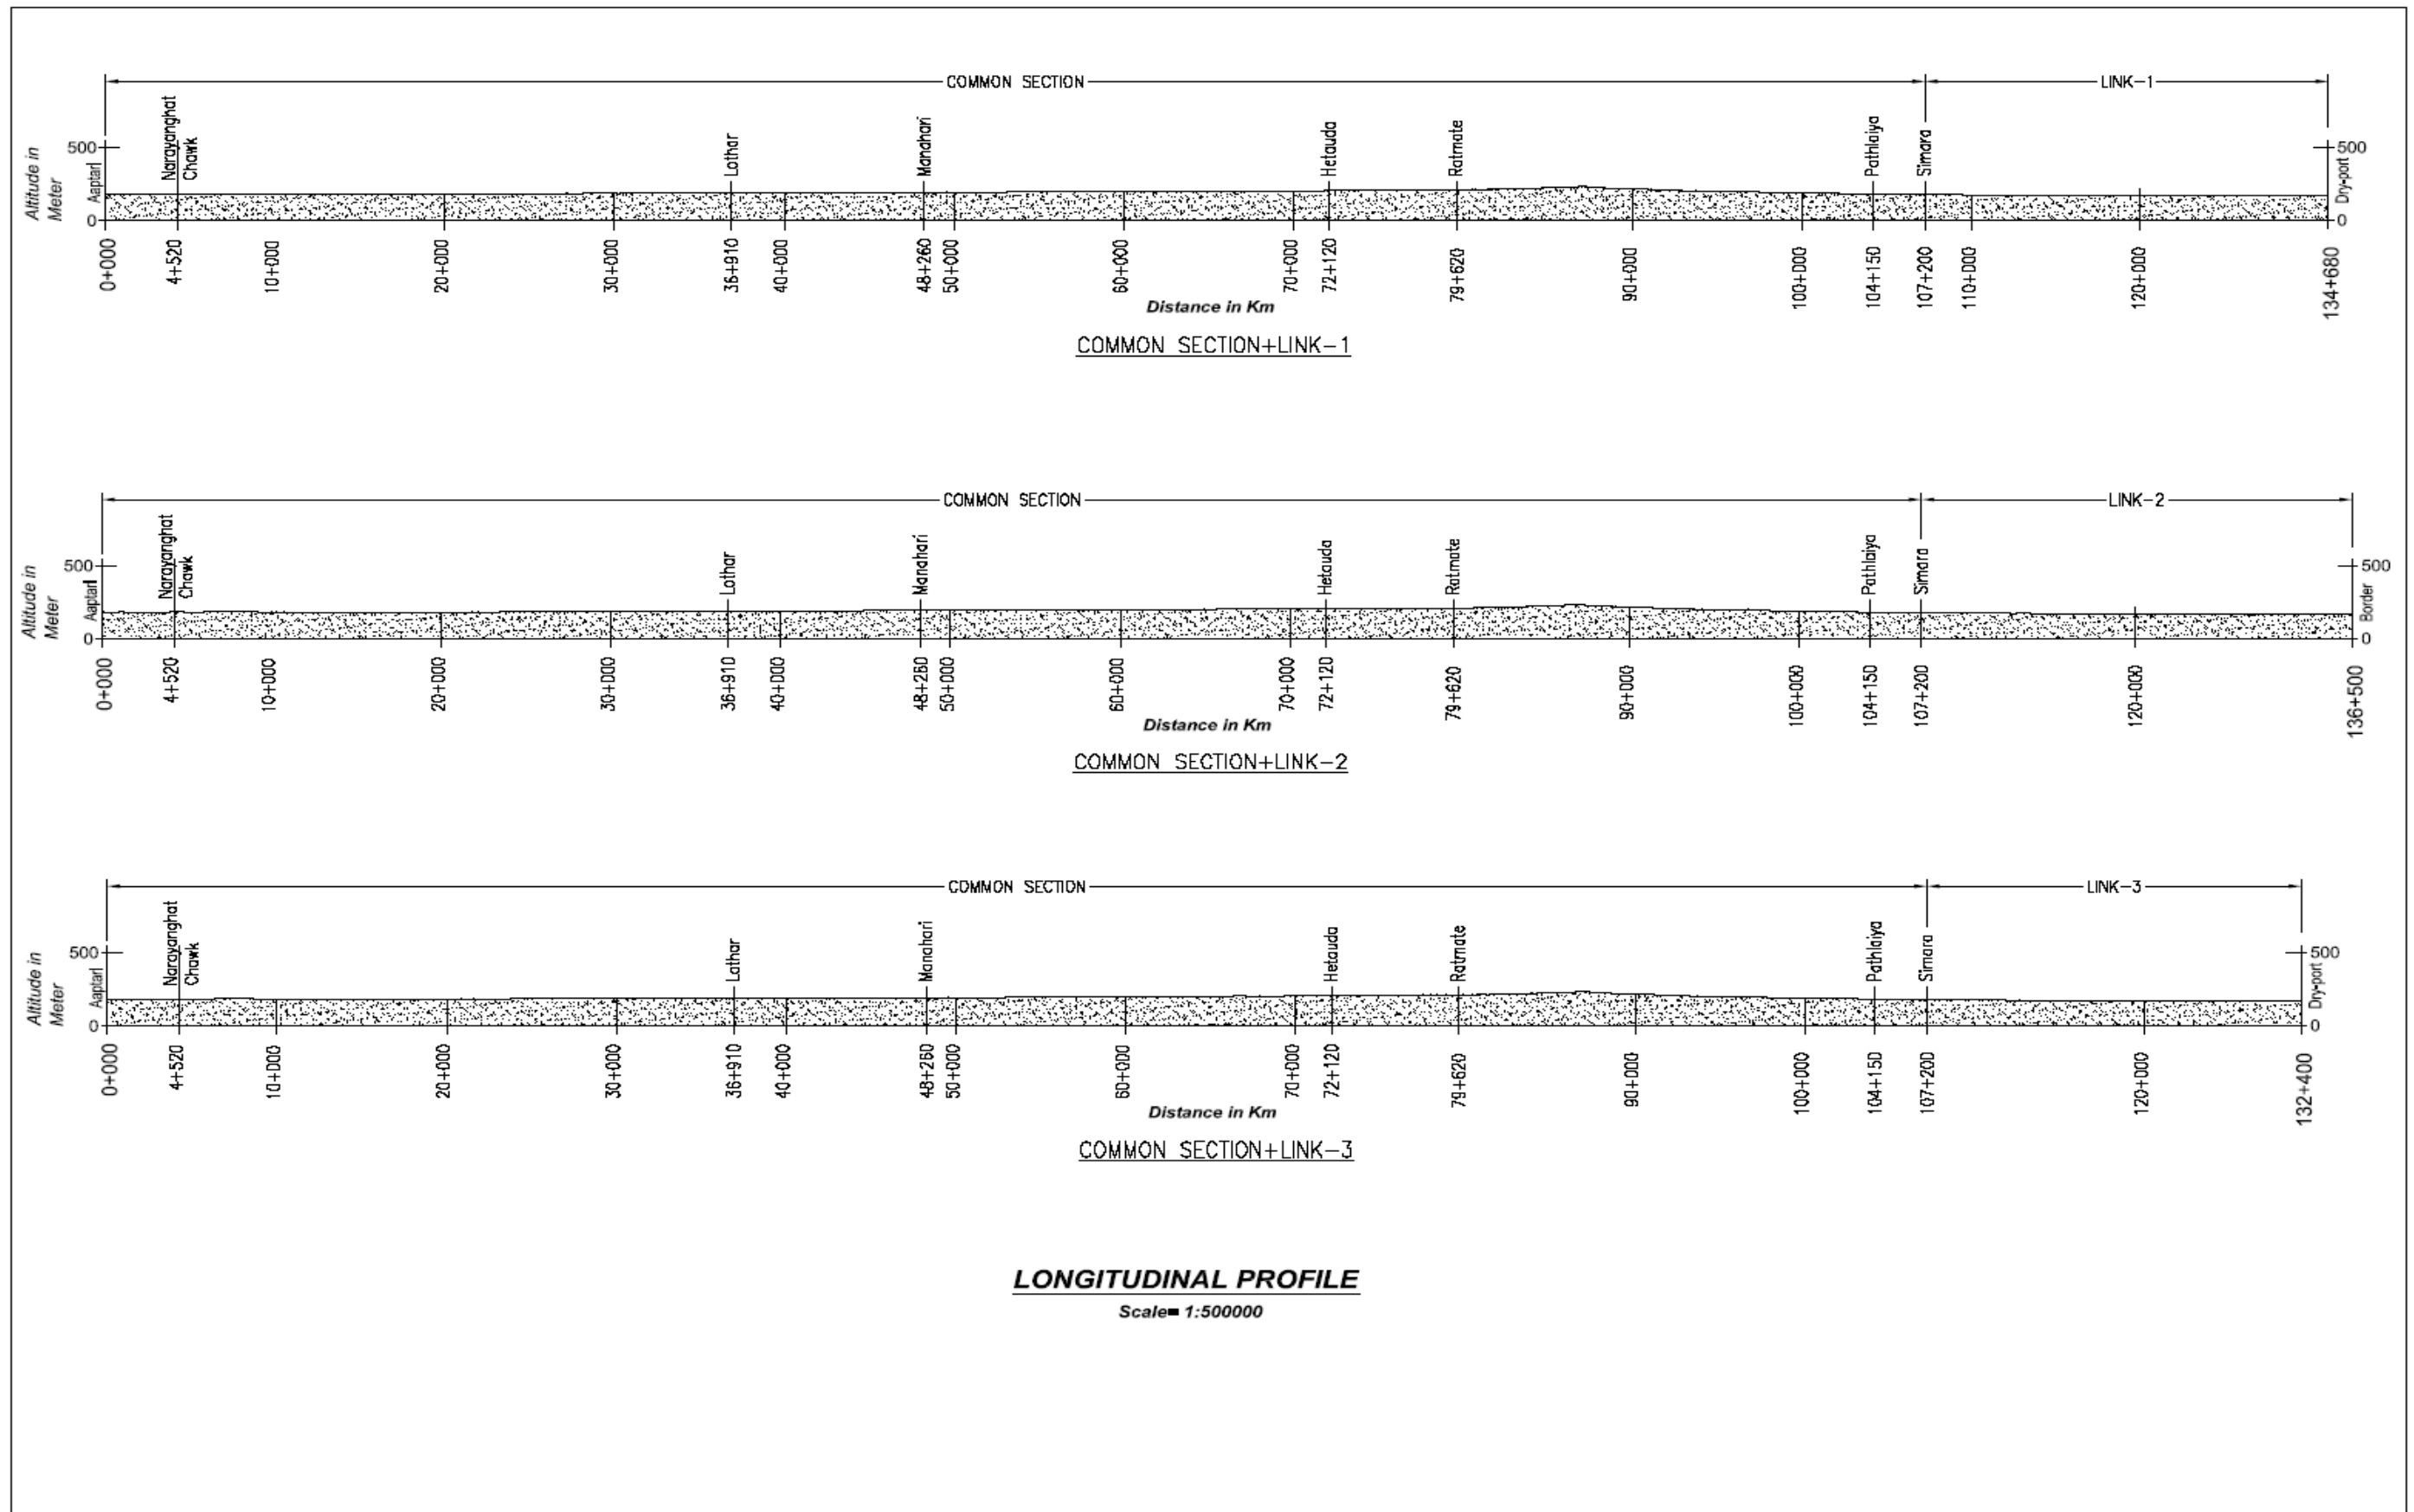 COMMON SECTION
LINK-1
Altitude in
Meter
500
0
Aaptari
Narayanghat
Chawk
Lothar
Manahari
Hetauda
Ratmate
Pathlaiya
Simara
Dry-port
500
0
0+000
4+520
10+000
20+000
30+000
36+910
40+000
48+260
50+000
60+000
70+000
72+120
79+620
90+000
100+000
104+150
107+200
110+000
120+000
134+680
Distance in Km
COMMON SECTION+LINK-1
COMMON SECTION
LINK-2
Altitude in
Meter
500
0
Aaptari
Narayanghat
Chawk
Lothar
Manahari
Hetauda
Ratmate
Pathlaiya
Simara
Border
500
0
0+000
4+520
10+000
20+000
30+000
36+910
40+000
48+260
50+000
60+000
70+000
72+120
79+620
90+000
100+000
104+150
107+200
120+000
136+500
Distance in Km
COMMON SECTION+LINK-2
COMMON SECTION
LINK-3
Altitude in
Meter
500
0
Aaptari
Narayanghat
Chawk
Lathar
Manahari
Hetauda
Ratmate
Pathlaiya
Simara
Dry-port
500
0
0+000
4+520
10+000
20+000
30+000
36+910
40+000
48+260
50+000
60+000
70+000
72+120
79+620
90+000
100+000
104+150
107+200
120+000
132+400
Distance in Km
COMMON SECTION+LINK-3
LONGITUDINAL PROFILE
Scale= 1:500000